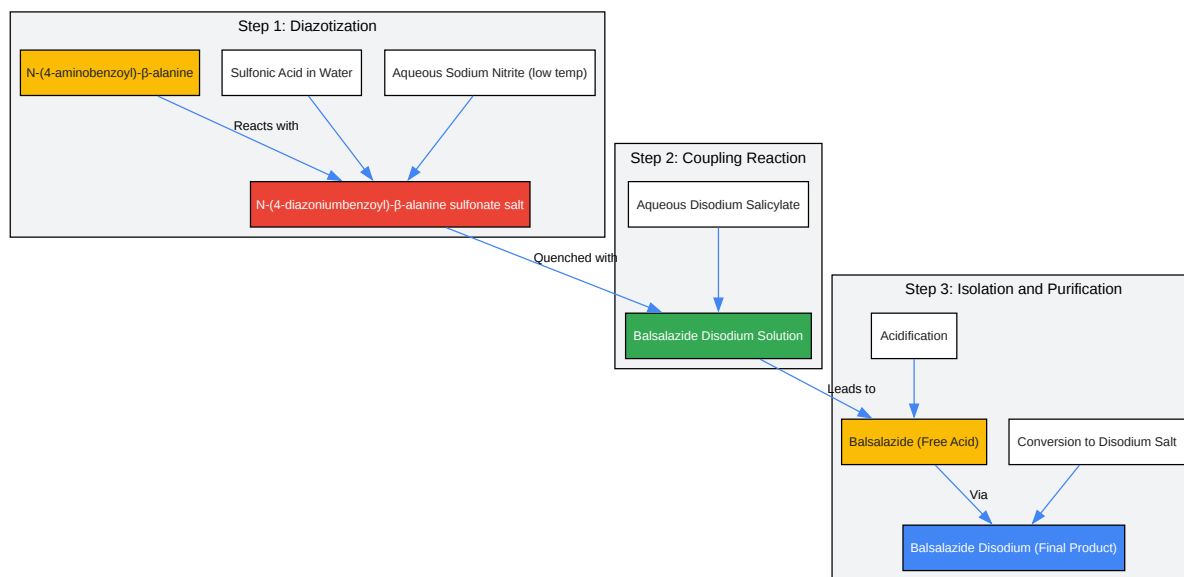 Step 1: Diazotization
N-(4-aminobenzoyl)-β-alanine
Sulfonic Acid in Water
Aqueous Sodium Nitrite (low temp)
Reacts with
N-(4-diazoniumbenzoyl)-β-alanine sulfonate salt
Step 2: Coupling Reaction
Aqueous Disodium Salicylate
Quenched with
Balsalazide Disodium Solution
Step 3: Isolation and Purification
Acidification
Leads to
Balsalazide (Free Acid)
Conversion to Disodium Salt
Via
Balsalazide Disodium (Final Product)